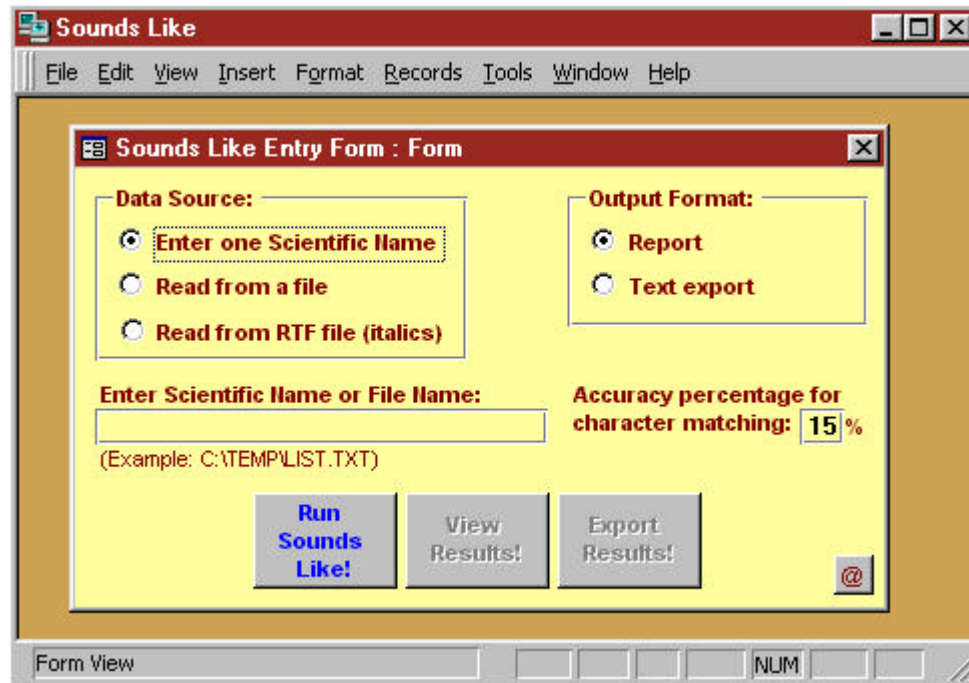 Sounds Like
File Edit View Insert Format Records Tools Window Help
Sounds Like Entry Form : Form
Data Source:
Enter one Scientific Name
Read from a file
Read from RTF file (italics)
Output Format:
Report
Text export
Enter Scientific Name or File Name:
(Example: C:\TEMP\LIST.TXT)
Accuracy percentage for
character matching: 15 %
Run
Sounds
Like!
View
Results!
Export
Results!
@
Form View
NUM